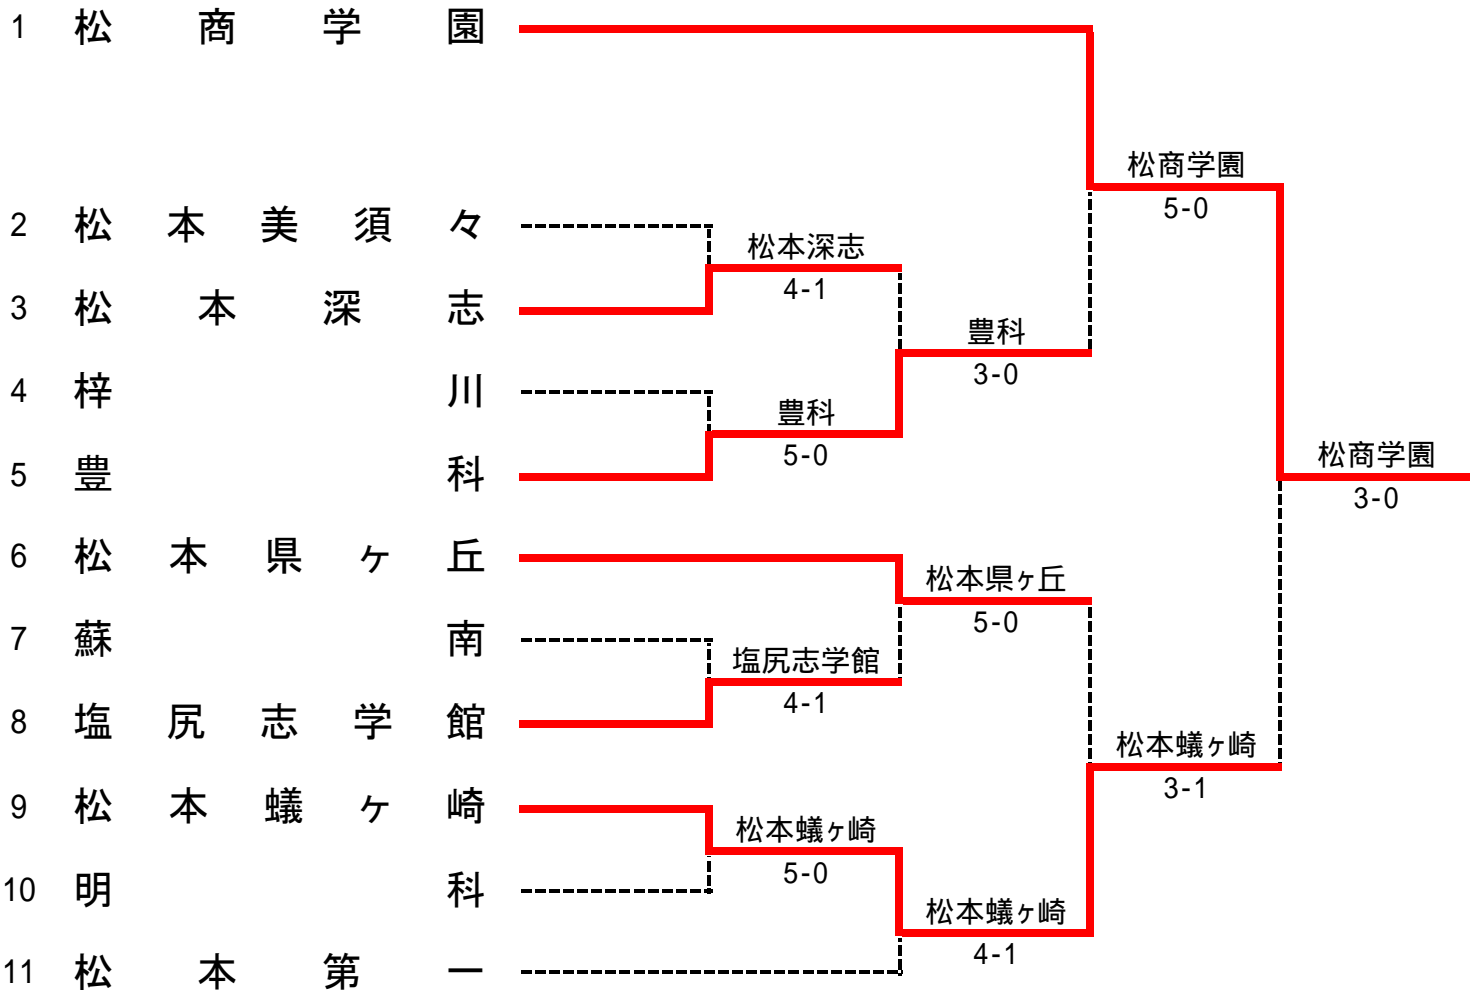 1 松商学園
松商学園
5-0
2 松本美須々
松本深志
4-1
3 松本深志
豊科
3-0
4 梓川
豊科
5-0
5 豊科
松商学園
3-0
6 松本県ヶ丘
松本県ヶ丘
5-0
7 蘇南
塩尻志学館
4-1
8 塩尻志学館
松本蟻ヶ崎
3-1
9 松本蟻ヶ崎
松本蟻ヶ崎
5-0
10 明科
松本蟻ヶ崎
4-1
11 松本第一